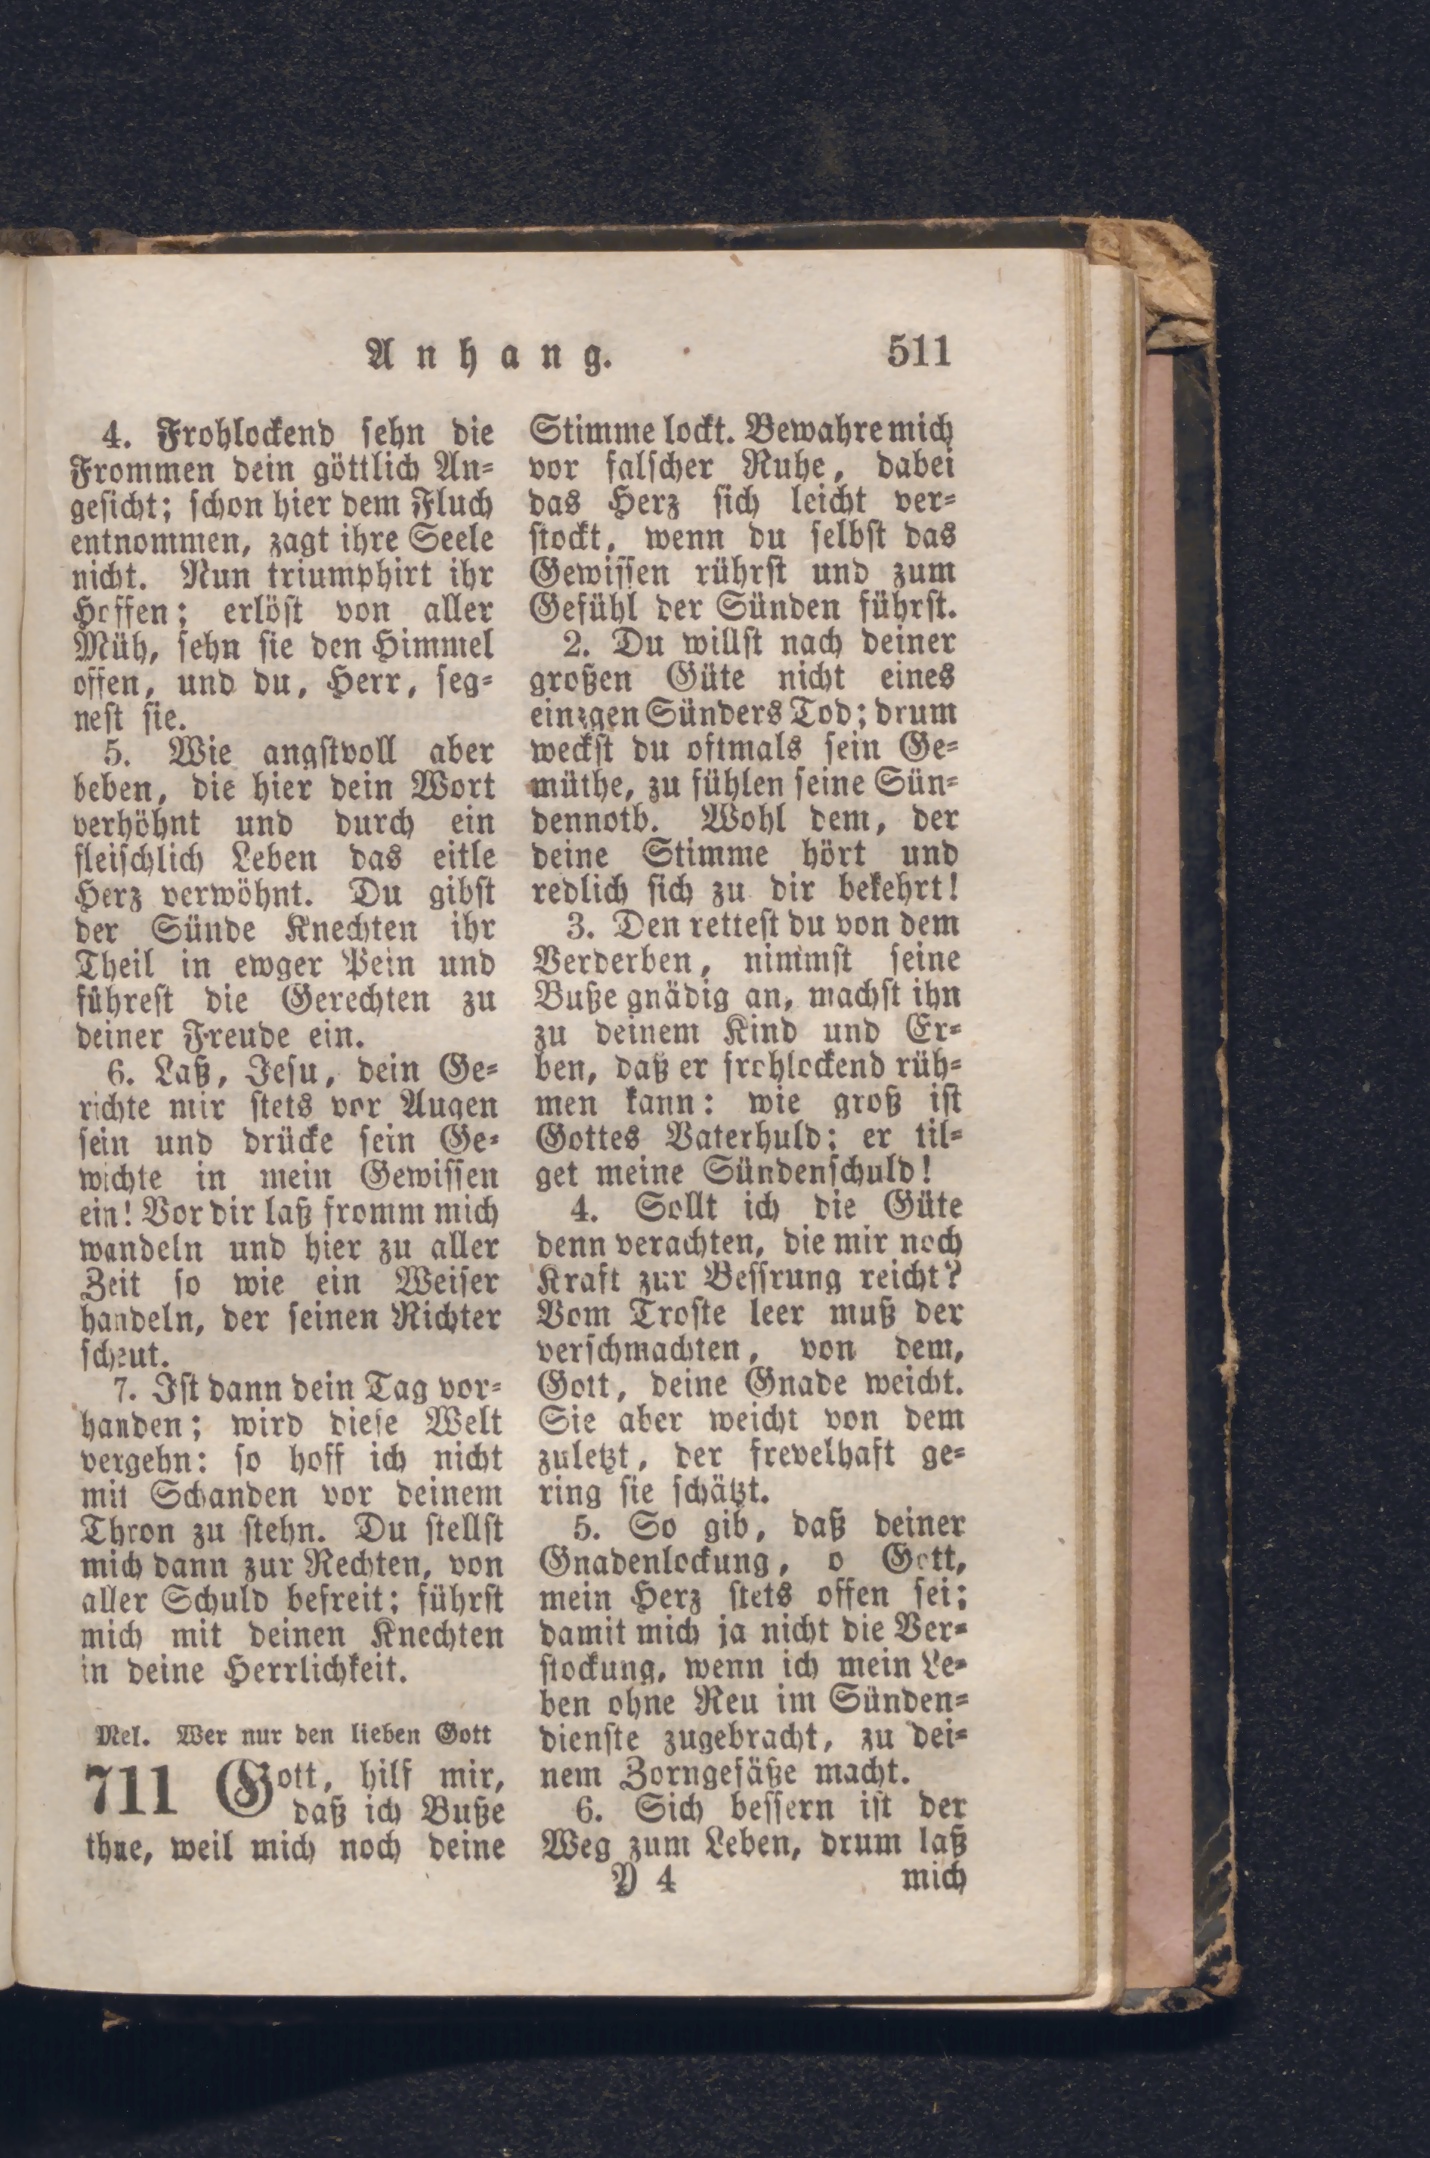 Anhang. 511
4. Frohlockend sehn die
Frommen dein göttlich An-
gesicht; schon hier dem Fluch
entnommen, zagt ihre Seele
nicht. Nun triumphirt ihr
Hoffen; erlöst von aller
Müh, sehn sie den Himmel
offen, und du, Herr, seg-
nest sie.
5. Wie angstvoll aber
beben, die hier dein Wort
verhöhnt und durch ein
fleischlich Leben das eitle
Herz verwöhnt. Du gibst
der Sünde Knechten ihr
Theil in ewger Pein und
führest die Gerechten zu
deiner Freude ein.
6. Laß, Jesu, dein Ge-
richte mir stets vor Augen
sein und drücke sein Ge-
wichte in mein Gewissen
ein! Vor dir laß fromm mich
wandeln und hier zu aller
Zeit so wie ein Weiser
handeln, der seinen Richter
scheut.
7. Ist dann dein Tag vor-
handen; wird diese Welt
vergehn: so hoff ich nicht
mit Schanden vor deinem
Thron zu stehn. Du stellst
mich dann zur Rechten, von
aller Schuld befreit; führst
mich mit deinen Knechten
in deine Herrlichkeit.
Mel. Wer nur den lieben Gott
711 Gott, hilf mir,
daß ich Buße
thue, weil mich noch deine
Stimme lockt. Bewahre mich
vor falscher Ruhe, dabei
das Herz sich leicht ver-
stockt, wenn du selbst das
Gewissen rührst und zum
Gefühl der Sünden führst.
2. Du willst nach deiner
großen Güte nicht eines
einzgen Sünders Tod; drum
weckst du oftmals sein Ge-
müthe, zu fühlen seine Sün-
dennoth. Wohl dem, der
deine Stimme hört und
redlich sich zu dir bekehrt!
3. Den rettest du von dem
Verderben, nimmst seine
Buße gnädig an, machst ihn
zu deinem Kind und Er-
ben, daß er frohlockend rüh-
men kann: wie groß ist
Gottes Vaterhuld; er til-
get meine Sündenschuld!
4. Sollt ich die Güte
denn verachten, die mir noch
Kraft zur Bessrung reicht?
Vom Troste leer muß der
verschmachten, von dem,
Gott, deine Gnade weicht.
Sie aber weicht von dem
zuletzt, der frevelhaft ge-
ring sie schätzt.
5. So gib, daß deiner
Gnadenlockung, o Gott,
mein Herz stets offen sei;
damit mich ja nicht die Ver-
stockung, wenn ich mein Le-
ben ohne Reu im Sünden-
dienste zugebracht, zu dei-
nem Zorngefäße macht.
6. Sich bessern ist der
Weg zum Leben, drum laß
Y 4 mich